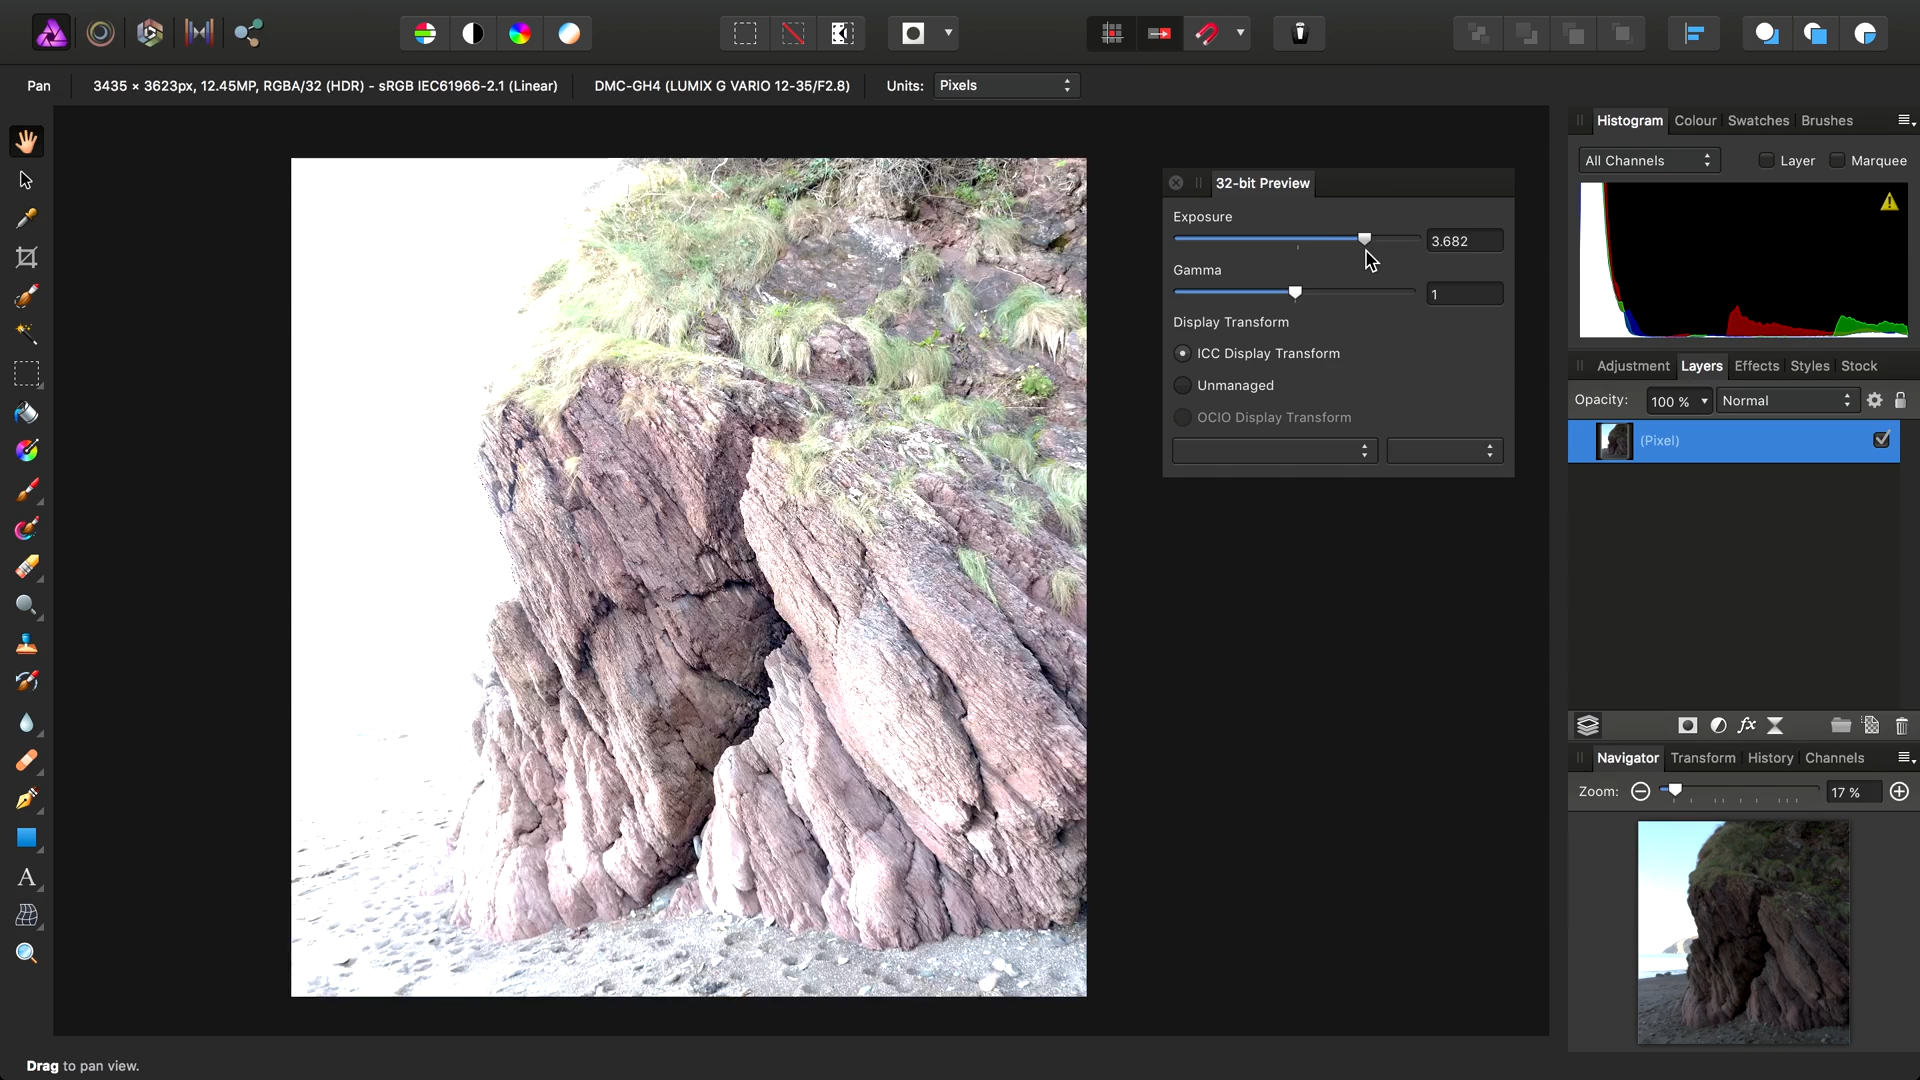 Pan
3435 × 3623px, 12.45MP, RGBA/32 (HDR) - sRGB IEC61966-2.1 (Linear)
DMC-GH4 (LUMIX G VARIO 12-35/F2.8)
Units: Pixels
Histogram Colour Swatches Brushes
All Channels Layer Marquee
32-bit Preview
Exposure
3.682
Gamma
1
Display Transform
ICC Display Transform
Unmanaged
OCIO Display Transform
Adjustment Layers Effects Styles Stock
Opacity: 100 % Normal
(Pixel)
fx
Navigator Transform History Channels
Zoom: 17 %
A
Drag to pan view.